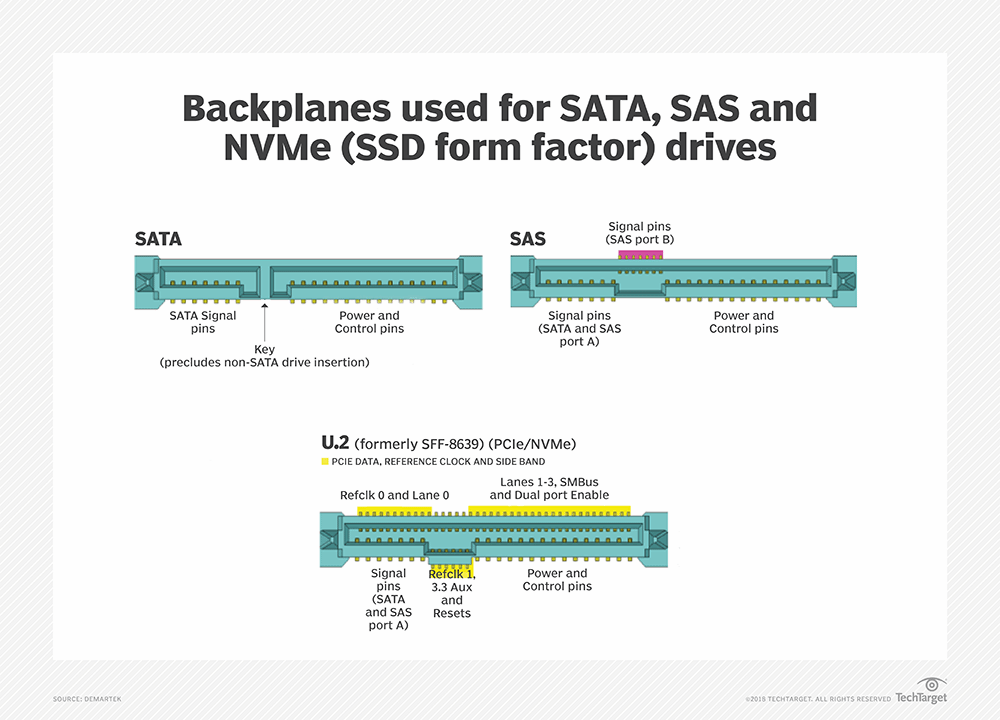 Backplanes used for SATA, SAS and
NVMe (SSD form factor) drives
SATA
SATA Signal
pins
Power and
Control pins
Key
(precludes non-SATA drive insertion)
SAS
Signal pins
(SAS port B)
Signal pins
(SATA and SAS
port A)
Power and
Control pins
U.2 (formerly SFF-8639) (PCIe/NVMe)
PCIE DATA, REFERENCE CLOCK AND SIDE BAND
Refclk 0 and Lane 0
Lanes 1-3, SMBus
and Dual port Enable
Signal
pins
(SATA
and SAS
port A)
Refclk 1,
3.3 Aux
and
Resets
Power and
Control pins
SOURCE: DEMARTEK
©2018 TECHTARGET. ALL RIGHTS RESERVED
TechTarget